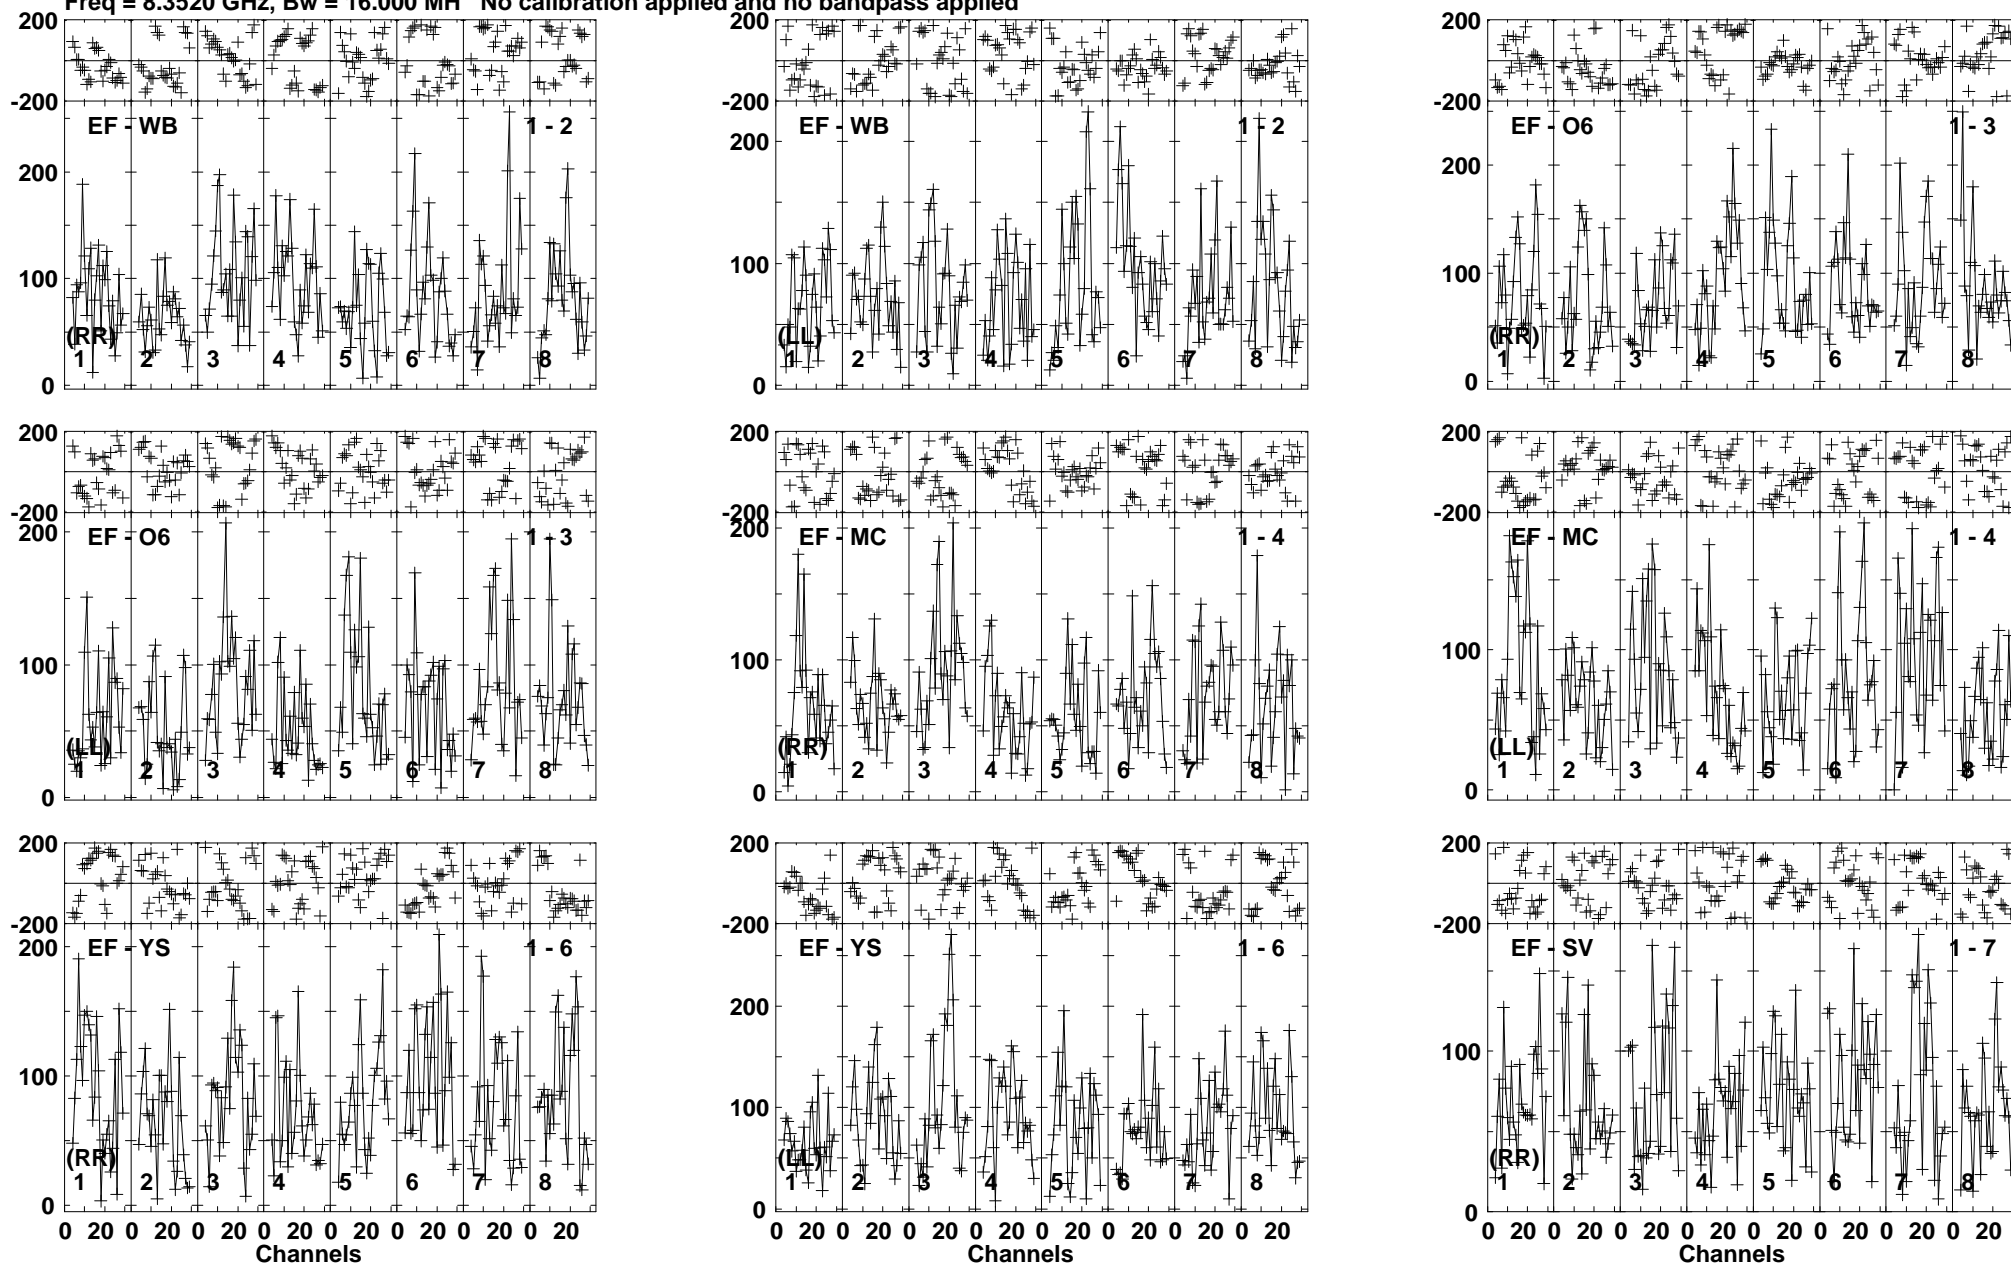 Freq = 8.3520 GHz, Bw = 16.000 MH No calibration applied and no bandpass applied
200 200 200
-200 -200 -200
EF - WB 1 - 2 EF - WB 1 - 2 EF - O6 1 - 3
200 200 200
100 100 100
(RR) (LL) (RR)
1 2 3 4 5 6 7 8 1 2 3 4 5 6 7 8 1 2 3 4 5 6 7 8
0 0 0
200 200 200
-200 -200 -200
200 200
EF - O6 1 - 3 EF - MC 1 - 4 EF - MC 1 - 4
100 100 100
(LL) (RR) (LL)
1 2 3 4 5 6 7 8 1 2 3 4 5 6 7 8 1 2 3 4 5 6 7 8
0 0 0
200 200 200
-200 -200 -200
EF - YS 1 - 6 EF - YS 1 - 6 EF - SV 1 - 7
200 200
100 100 100
(RR) (LL) (RR)
1 2 3 4 5 6 7 8 1 2 3 4 5 6 7 8 1 2 3 4 5 6 7 8
0 0 0
0 20 0 20 0 20 0 20 0 20 0 20 0 20 0 20 0 20 0 20 0 20 0 20 0 20 0 20 0 20 0 20 0 20 0 20 0 20 0 20 0 20 0 20 0 20 0 20
Channels Channels Channels